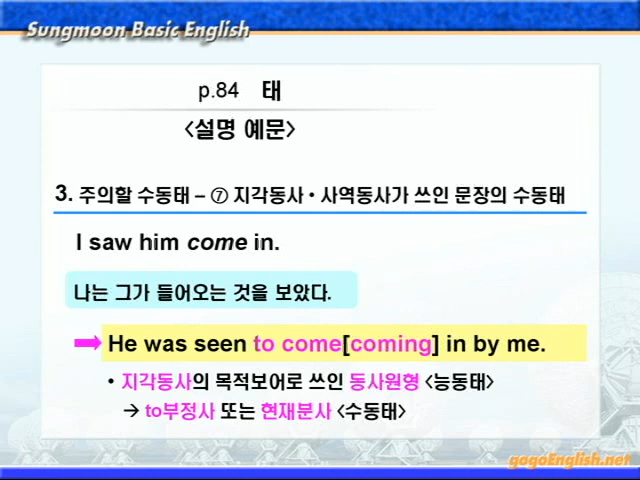 Sungmoon Basic English
p.84 태
<설명 예문>
3. 주의할 수동태 – ⑦ 지각동사 • 사역동사가 쓰인 문장의 수동태
I saw him come in.
나는 그가 들어오는 것을 보았다.
➡ He was seen to come[coming] in by me.
• 지각동사의 목적보어로 쓰인 동사원형 <능동태>
→ to부정사 또는 현재분사 <수동태>
gogoEnglish.net